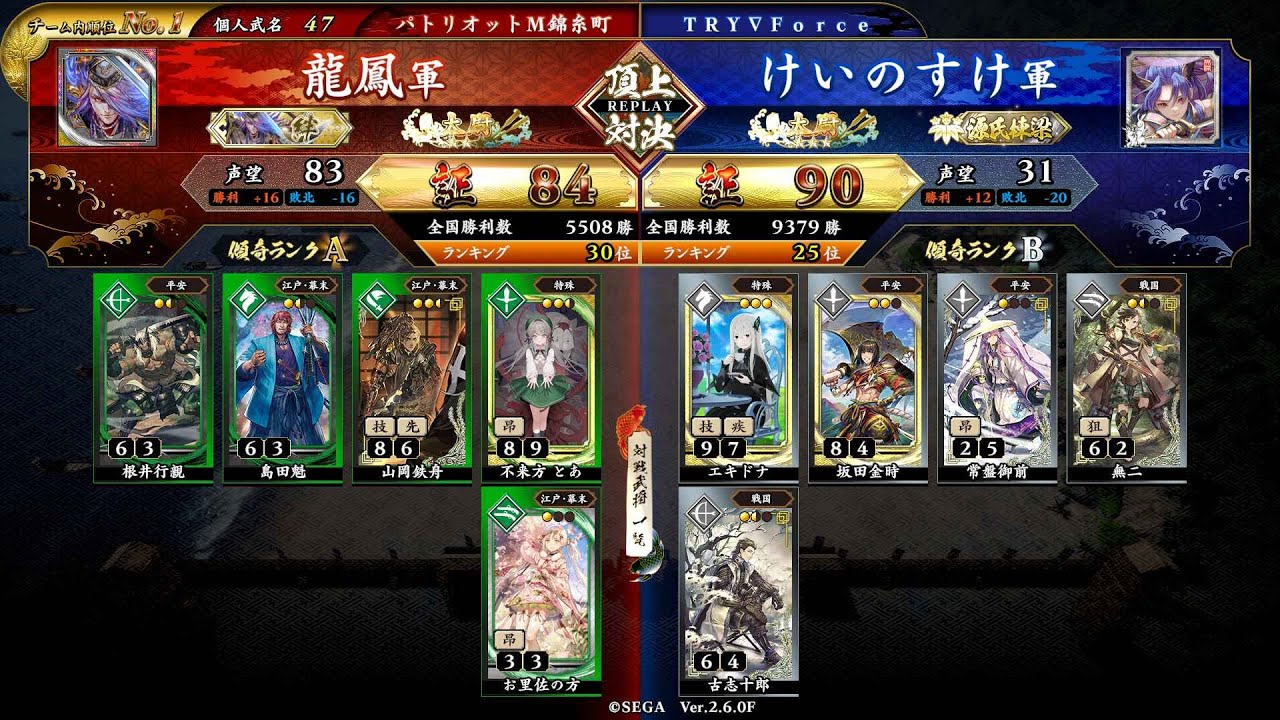 チーム内順位 No.1
個人武名 47
パトリオットM錦糸町
TRY∇Force
龍鳳軍
頂上
REPLAY
対決
けいのすけ軍
太尉
太尉
源氏棟梁
声望 83
勝利 +16 敗北 -16
証 84
証 90
声望 31
勝利 +12 敗北 -20
全国勝利数 5508勝
全国勝利数 9379勝
傾奇ランクA
ランキング 30位
ランキング 25位
傾奇ランクB
平安
6 3
根井行親
江戸・幕末
6 3
島田魁
江戸・幕末
技 先
8 6
山岡鉄舟
特殊
昂
8 9
不来方 とあ
特殊
技 疾
9 7
エキドナ
平安
8 4
坂田金時
平安
昂
2 5
常盤御前
戦国
狙
6 2
無二
対戦武将一覧
江戸・幕末
昂
3 3
お里佐の方
戦国
6 4
古志十郎
©SEGA Ver.2.6.0F